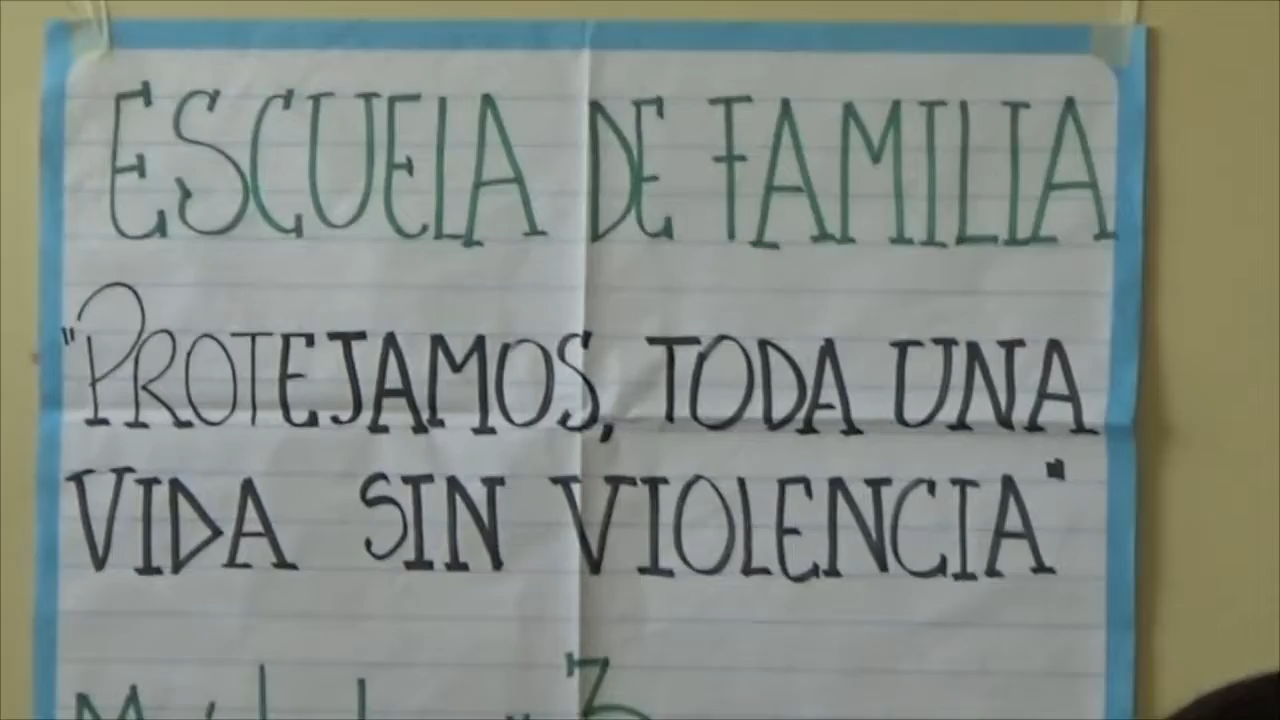 ESCUELA DE FAMILIA
"PROTEJAMOS, TODA UNA
VIDA SIN VIOLENCIA"